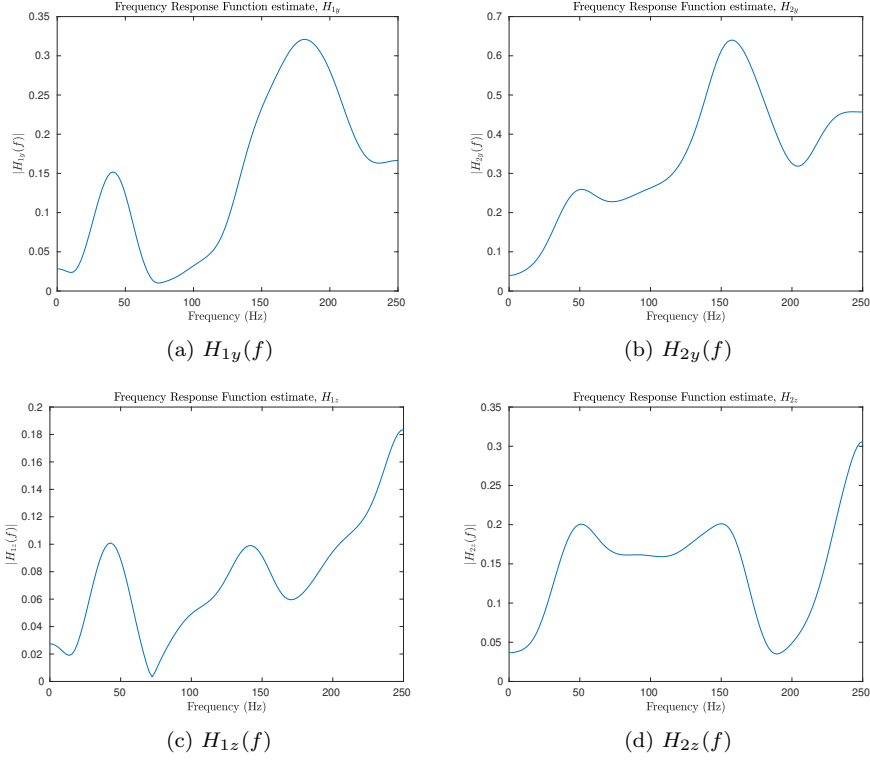 Frequency Response Function estimate, H1y
0.35
0.3
0.25
0.2
0.15
0.1
0.05
0
|H1y(f)|
0 50 100 150 200 250
Frequency (Hz)
(a) H1y(f)
Frequency Response Function estimate, H2y
0.7
0.6
0.5
0.4
0.3
0.2
0.1
0
|H2y(f)|
0 50 100 150 200 250
Frequency (Hz)
(b) H2y(f)
Frequency Response Function estimate, H1z
0.2
0.18
0.16
0.14
0.12
0.1
0.08
0.06
0.04
0.02
0
|H1z(f)|
0 50 100 150 200 250
Frequency (Hz)
(c) H1z(f)
Frequency Response Function estimate, H2z
0.35
0.3
0.25
0.2
0.15
0.1
0.05
0
|H2z(f)|
0 50 100 150 200 250
Frequency (Hz)
(d) H2z(f)